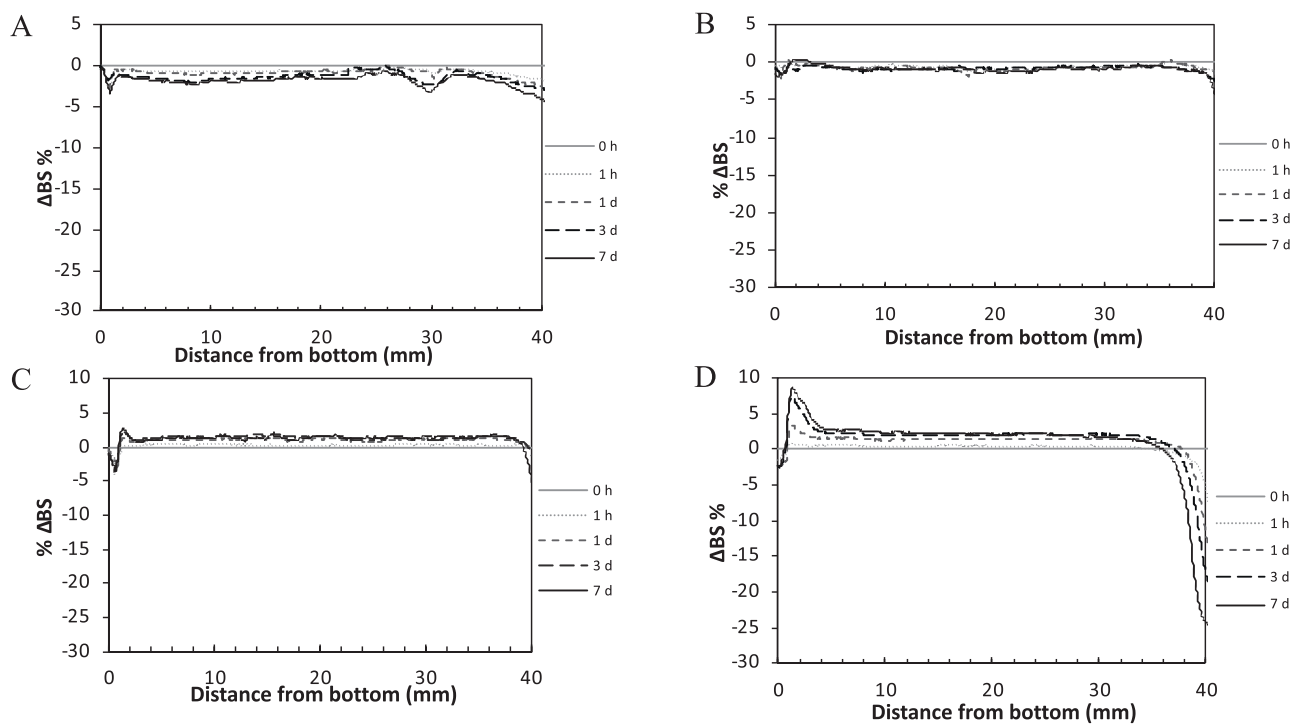 A
5
0
-5
-10
-15
-20
-25
-30
ΔBS %
0 10 20 30 40
Distance from bottom (mm)
0 h
1 h
1 d
3 d
7 d
B
5
0
-5
-10
-15
-20
-25
-30
% ΔBS
0 10 20 30 40
Distance from bottom (mm)
0 h
1 h
1 d
3 d
7 d
C
10
5
0
-5
-10
-15
-20
-25
-30
% ΔBS
0 10 20 30 40
Distance from bottom (mm)
0 h
1 h
1 d
3 d
7 d
D
10
5
0
-5
-10
-15
-20
-25
-30
ΔBS %
0 10 20 30 40
Distance from bottom (mm)
0 h
1 h
1 d
3 d
7 d